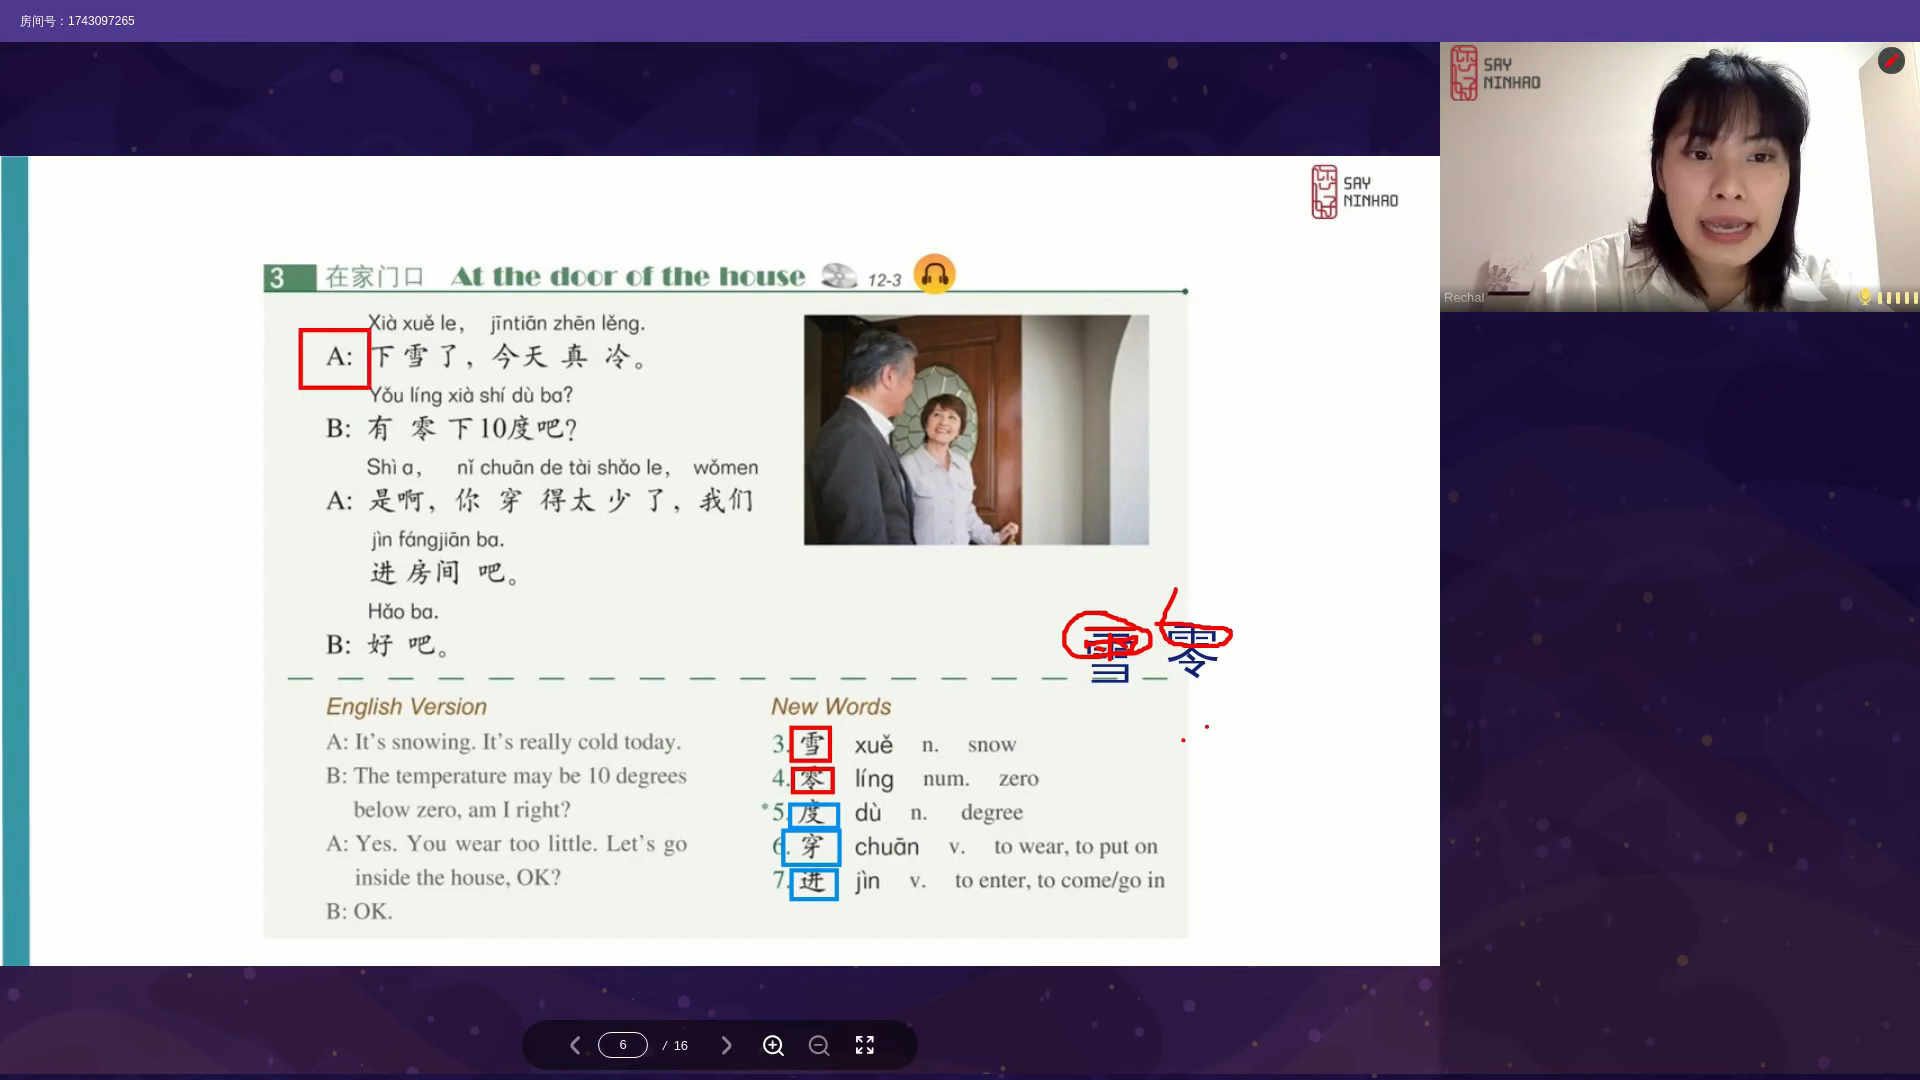 房间号：1743097265
SAY
NINHAO
Rechal
SAY
NINHAO
3 在家门口 At the door of the house 12-3
Xià xuě le, jīntiān zhēn lěng.
A: 下雪了，今天真冷。
Yǒu líng xià shí dù ba?
B: 有零下10度吧？
Shì a, nǐ chuān de tài shǎo le, wǒmen
A: 是啊，你穿得太少了，我们
jìn fángjiān ba.
进房间吧。
Hǎo ba.
B: 好吧。
雪 零
English Version
A: It's snowing. It's really cold today.
B: The temperature may be 10 degrees
below zero, am I right?
A: Yes. You wear too little. Let's go
inside the house, OK?
B: OK.
New Words
3. 雪 xuě n. snow
4. 零 líng num. zero
*5. 度 dù n. degree
6. 穿 chuān v. to wear, to put on
7. 进 jìn v. to enter, to come/go in
6 / 16